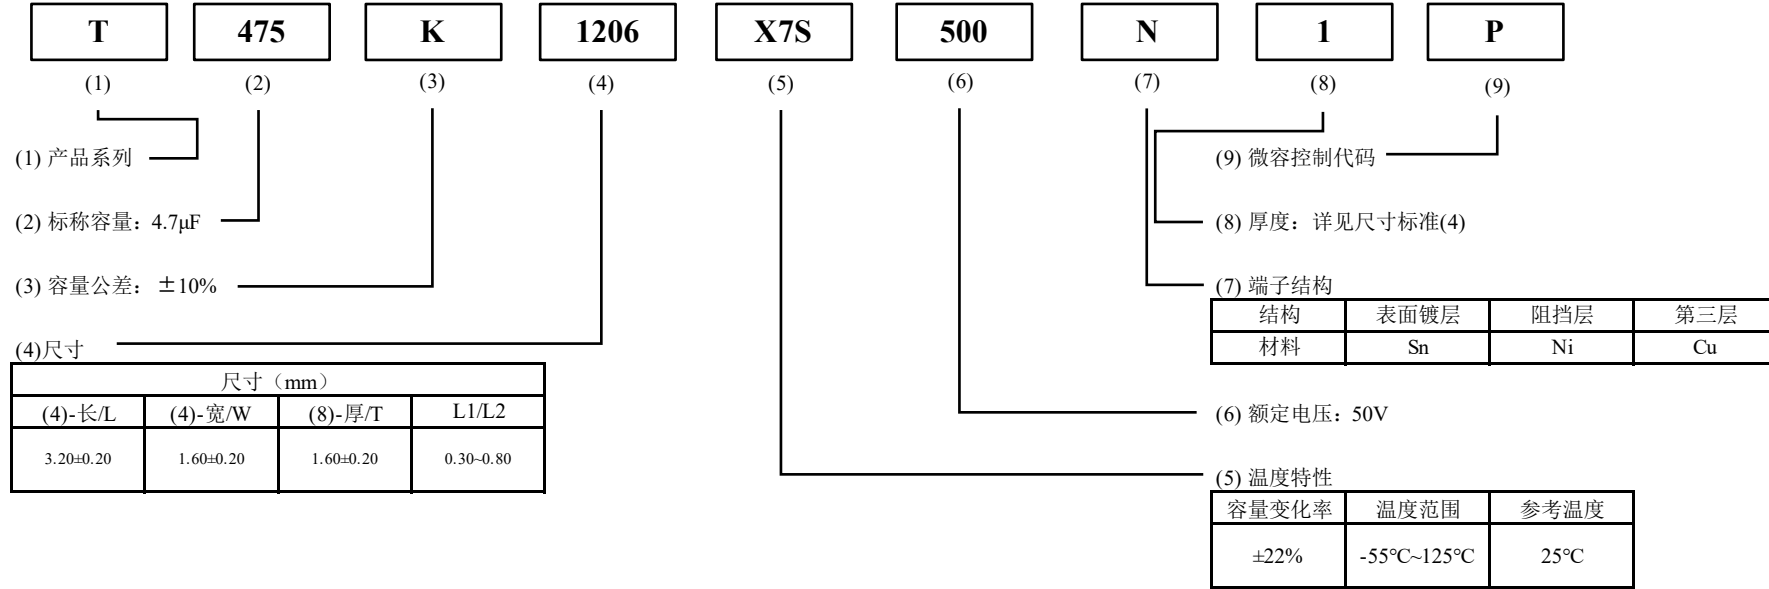 T 475 K 1206 X7S 500 N 1 P
(1) (2) (3) (4) (5) (6) (7) (8) (9)
(1) 产品系列
(2) 标称容量：4.7μF
(3) 容量公差：±10%
(4)尺寸
尺寸（mm）
(4)-长/L (4)-宽/W (8)-厚/T L1/L2
3.20±0.20 1.60±0.20 1.60±0.20 0.30~0.80
(9) 微容控制代码
(8) 厚度：详见尺寸标准(4)
(7) 端子结构
结构 表面镀层 阻挡层 第三层
材料 Sn Ni Cu
(6) 额定电压：50V
(5) 温度特性
容量变化率 温度范围 参考温度
±22% -55℃~125℃ 25℃